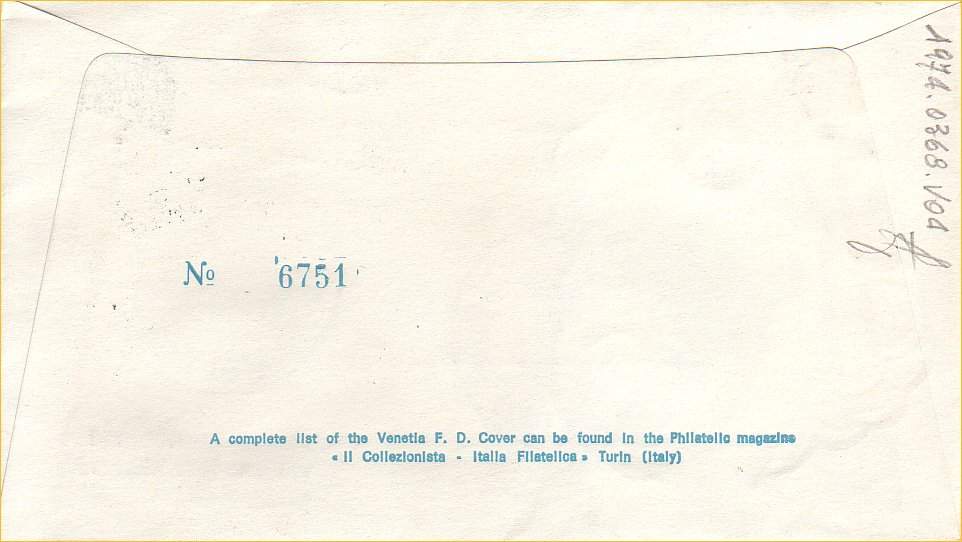 1974.0368.V01
№ 6751
A complete list of the Venetia F. D. Cover can be found in the Philatelic magazine
« Il Collezionista - Italia Filatelica » Turin (Italy)